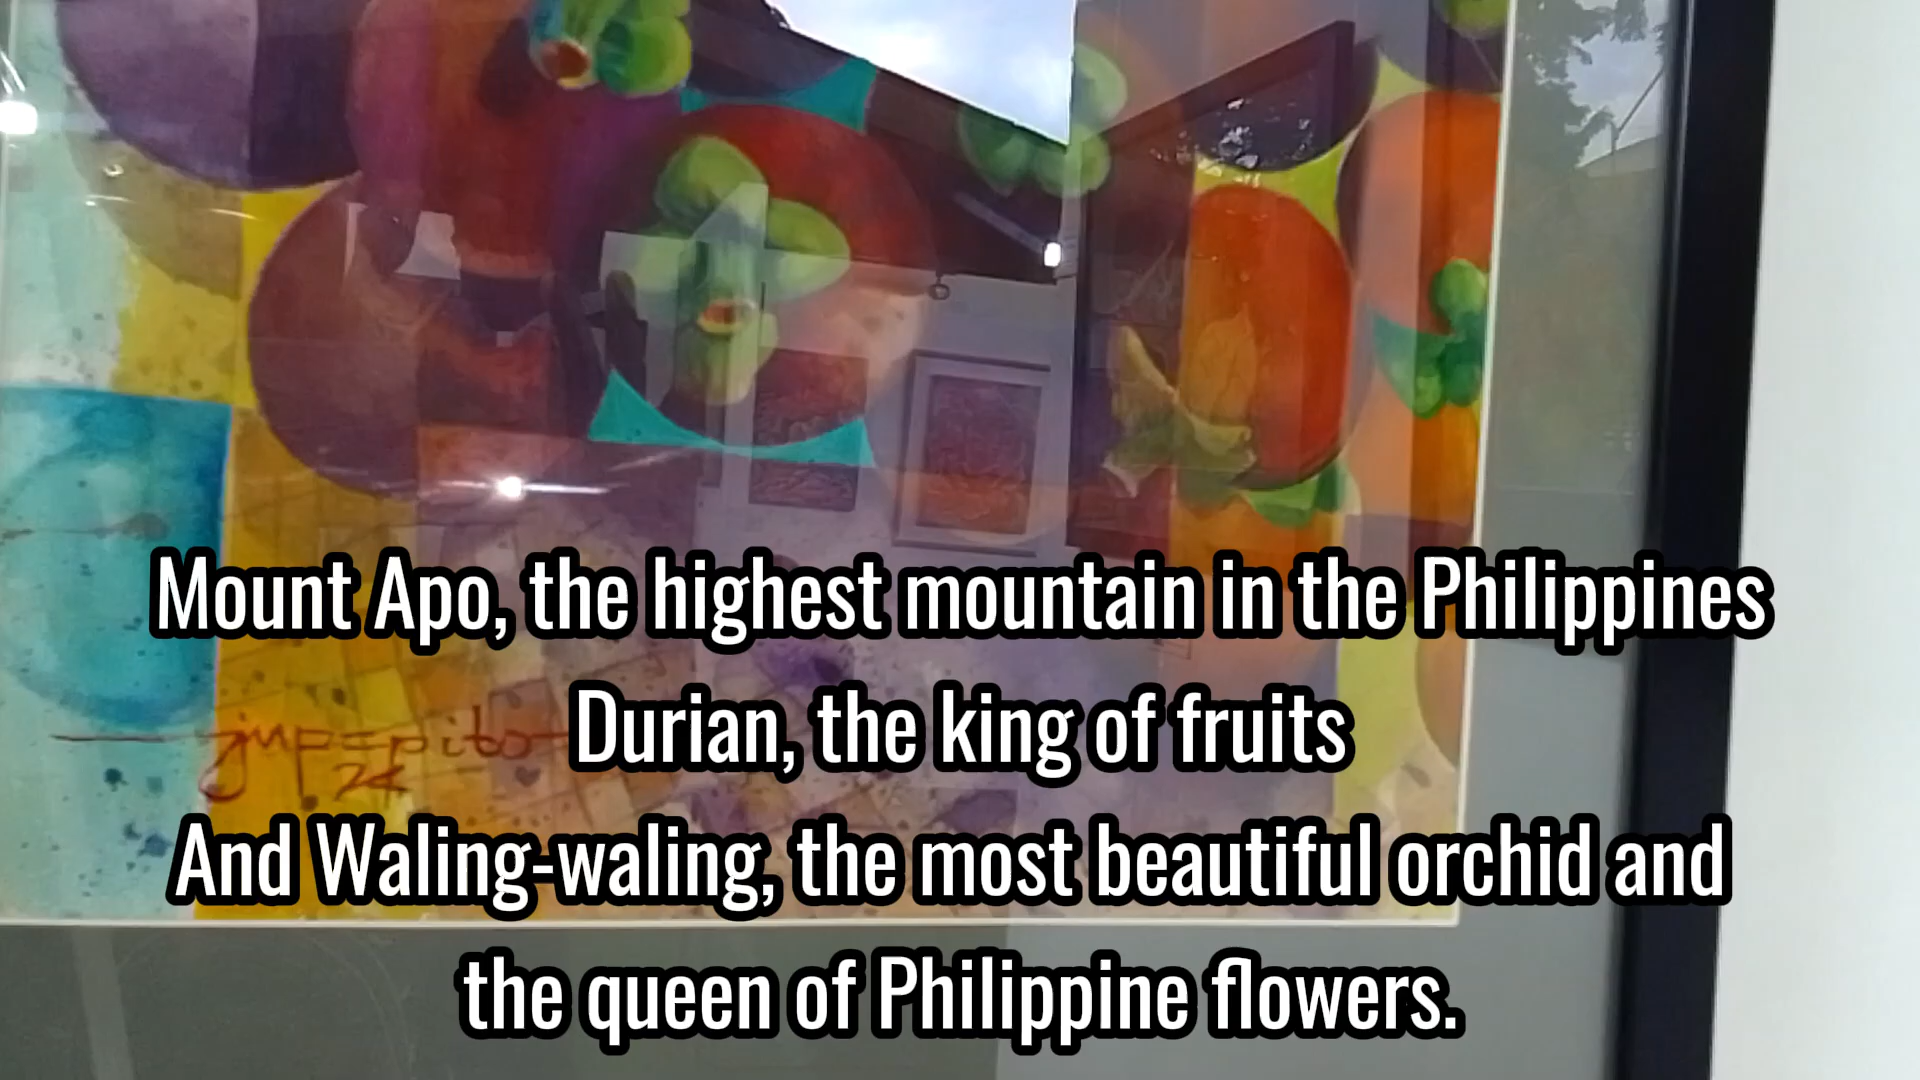 Mount Apo, the highest mountain in the Philippines
Durian, the king of fruits
And Waling-waling, the most beautiful orchid and
the queen of Philippine flowers.